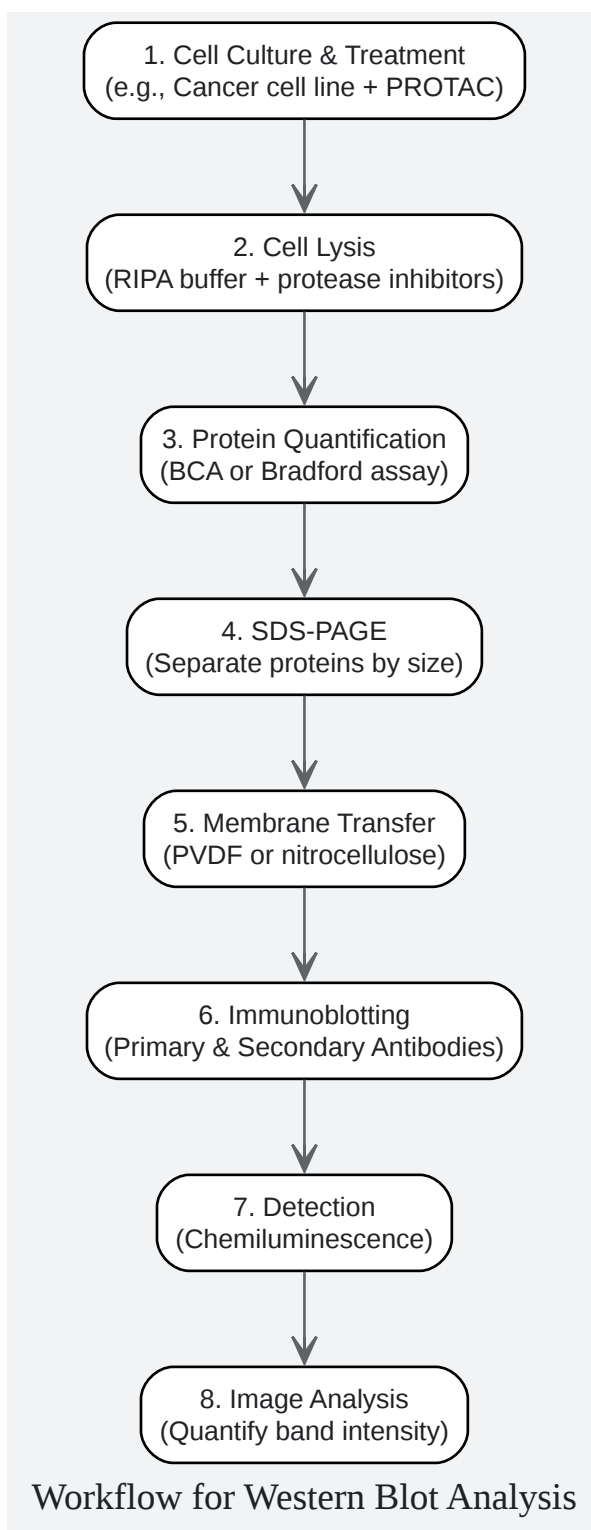 1. Cell Culture & Treatment
(e.g., Cancer cell line + PROTAC)
2. Cell Lysis
(RIPA buffer + protease inhibitors)
3. Protein Quantification
(BCA or Bradford assay)
4. SDS-PAGE
(Separate proteins by size)
5. Membrane Transfer
(PVDF or nitrocellulose)
6. Immunoblotting
(Primary & Secondary Antibodies)
7. Detection
(Chemiluminescence)
8. Image Analysis
(Quantify band intensity)
Workflow for Western Blot Analysis